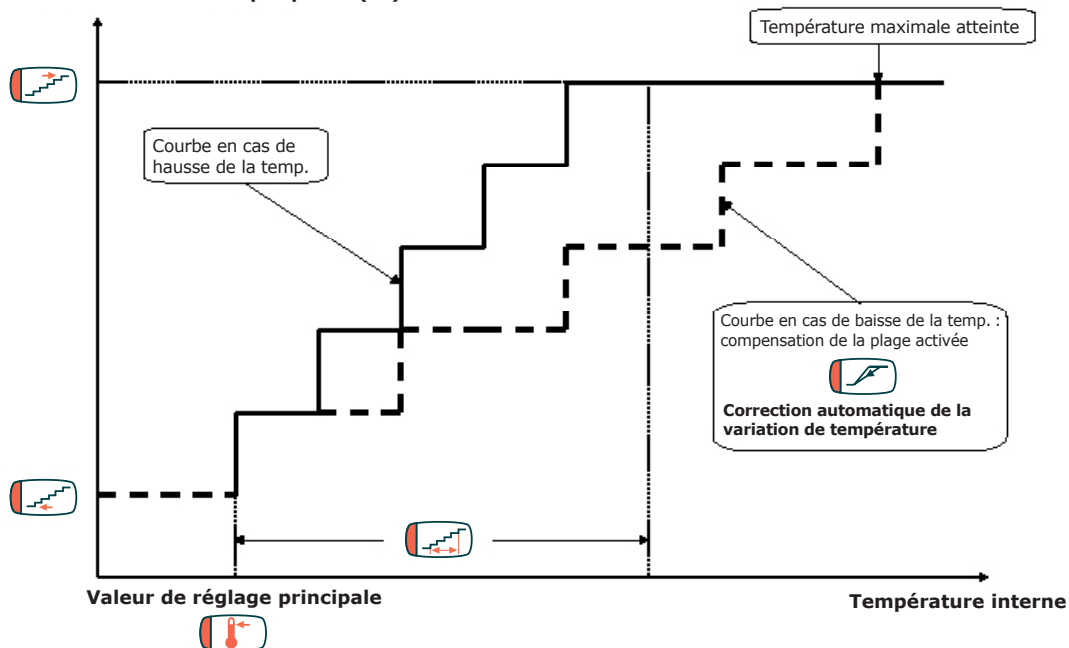 Température maximale atteinte
Courbe en cas de
hausse de la temp.
Courbe en cas de baisse de la temp. :
compensation de la plage activée
Correction automatique de la
variation de température
Valeur de réglage principale
Température interne